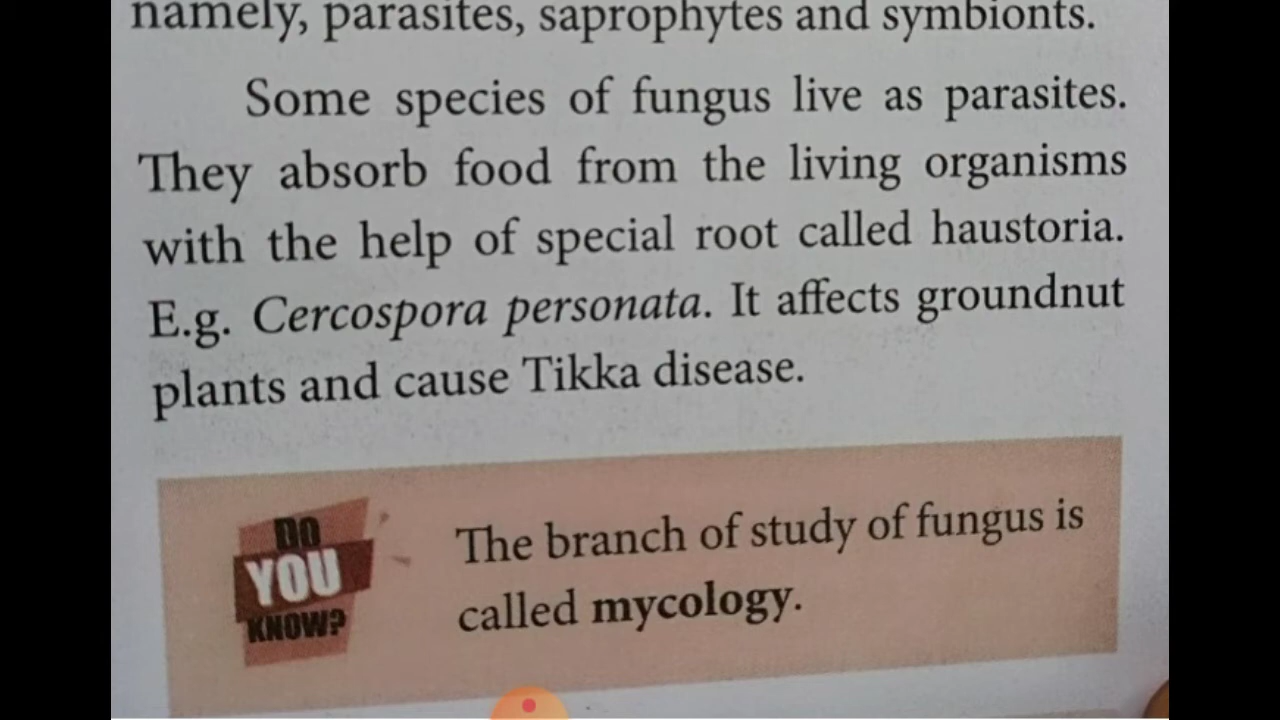 namely, parasites, saprophytes and symbionts.
Some species of fungus live as parasites.
They absorb food from the living organisms
with the help of special root called haustoria.
E.g. Cercospora personata. It affects groundnut
plants and cause Tikka disease.
DO
YOU
KNOW?
The branch of study of fungus is
called mycology.